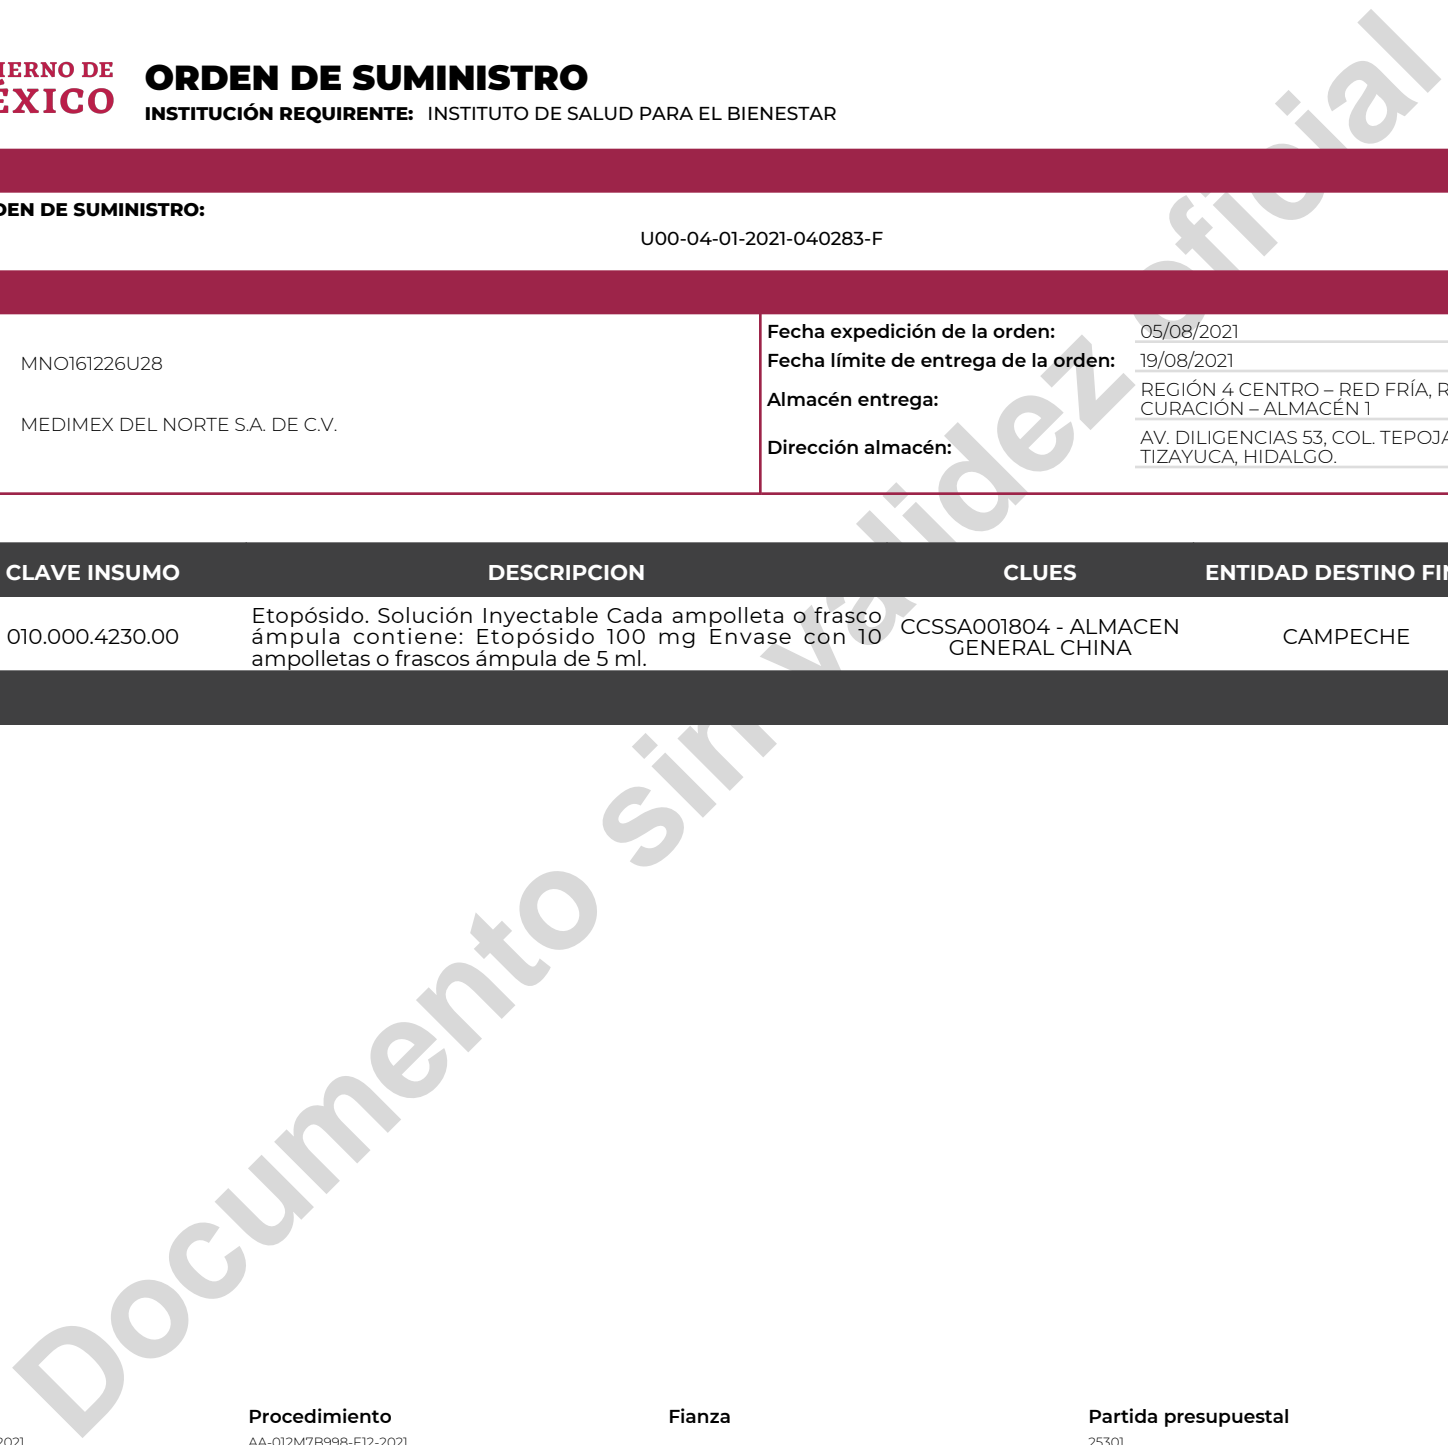 IERNO DE
ÉXICO
ORDEN DE SUMINISTRO
INSTITUCIÓN REQUIRENTE: INSTITUTO DE SALUD PARA EL BIENESTAR
DEN DE SUMINISTRO:
U00-04-01-2021-040283-F
MNO161226U28
MEDIMEX DEL NORTE S.A. DE C.V.
Fecha expedición de la orden: 05/08/2021
Fecha límite de entrega de la orden: 19/08/2021
Almacén entrega: REGIÓN 4 CENTRO – RED FRÍA, R
CURACIÓN – ALMACÉN 1
Dirección almacén: AV. DILIGENCIAS 53, COL. TEPOJA
TIZAYUCA, HIDALGO.
CLAVE INSUMO DESCRIPCION CLUES ENTIDAD DESTINO FIN
010.000.4230.00
Etopósido. Solución Inyectable Cada ampolleta o frasco
ámpula contiene: Etopósido 100 mg Envase con 10
ampolletas o frascos ámpula de 5 ml.
CCSSA001804 - ALMACEN
GENERAL CHINA
CAMPECHE
Documento sin validez oficial
Procedimiento Fianza Partida presupuestal
2021 AA-012M7B998-E12-2021 25301